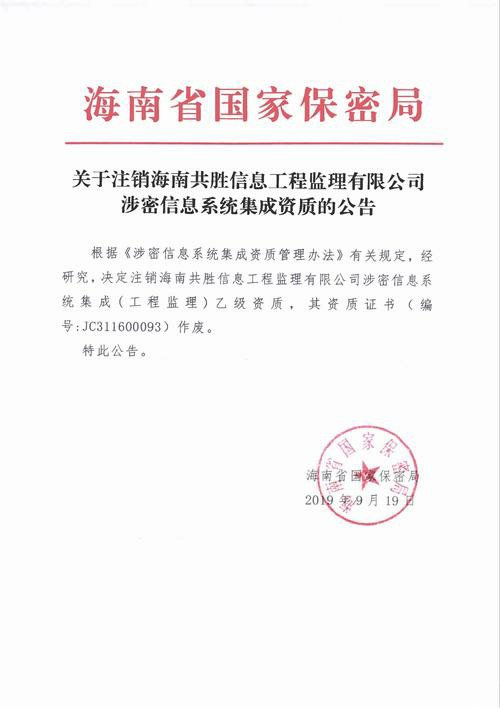 海南省国家保密局
关于注销海南共胜信息工程监理有限公司
涉密信息系统集成资质的公告
根据《涉密信息系统集成资质管理办法》有关规定，经
研究，决定注销海南共胜信息工程监理有限公司涉密信息系
统集成（工程监理）乙级资质，其资质证书（编
号:JC311600093）作废。
特此公告。
海南省国家保密局
海南省国家保密局
2019年9月19日